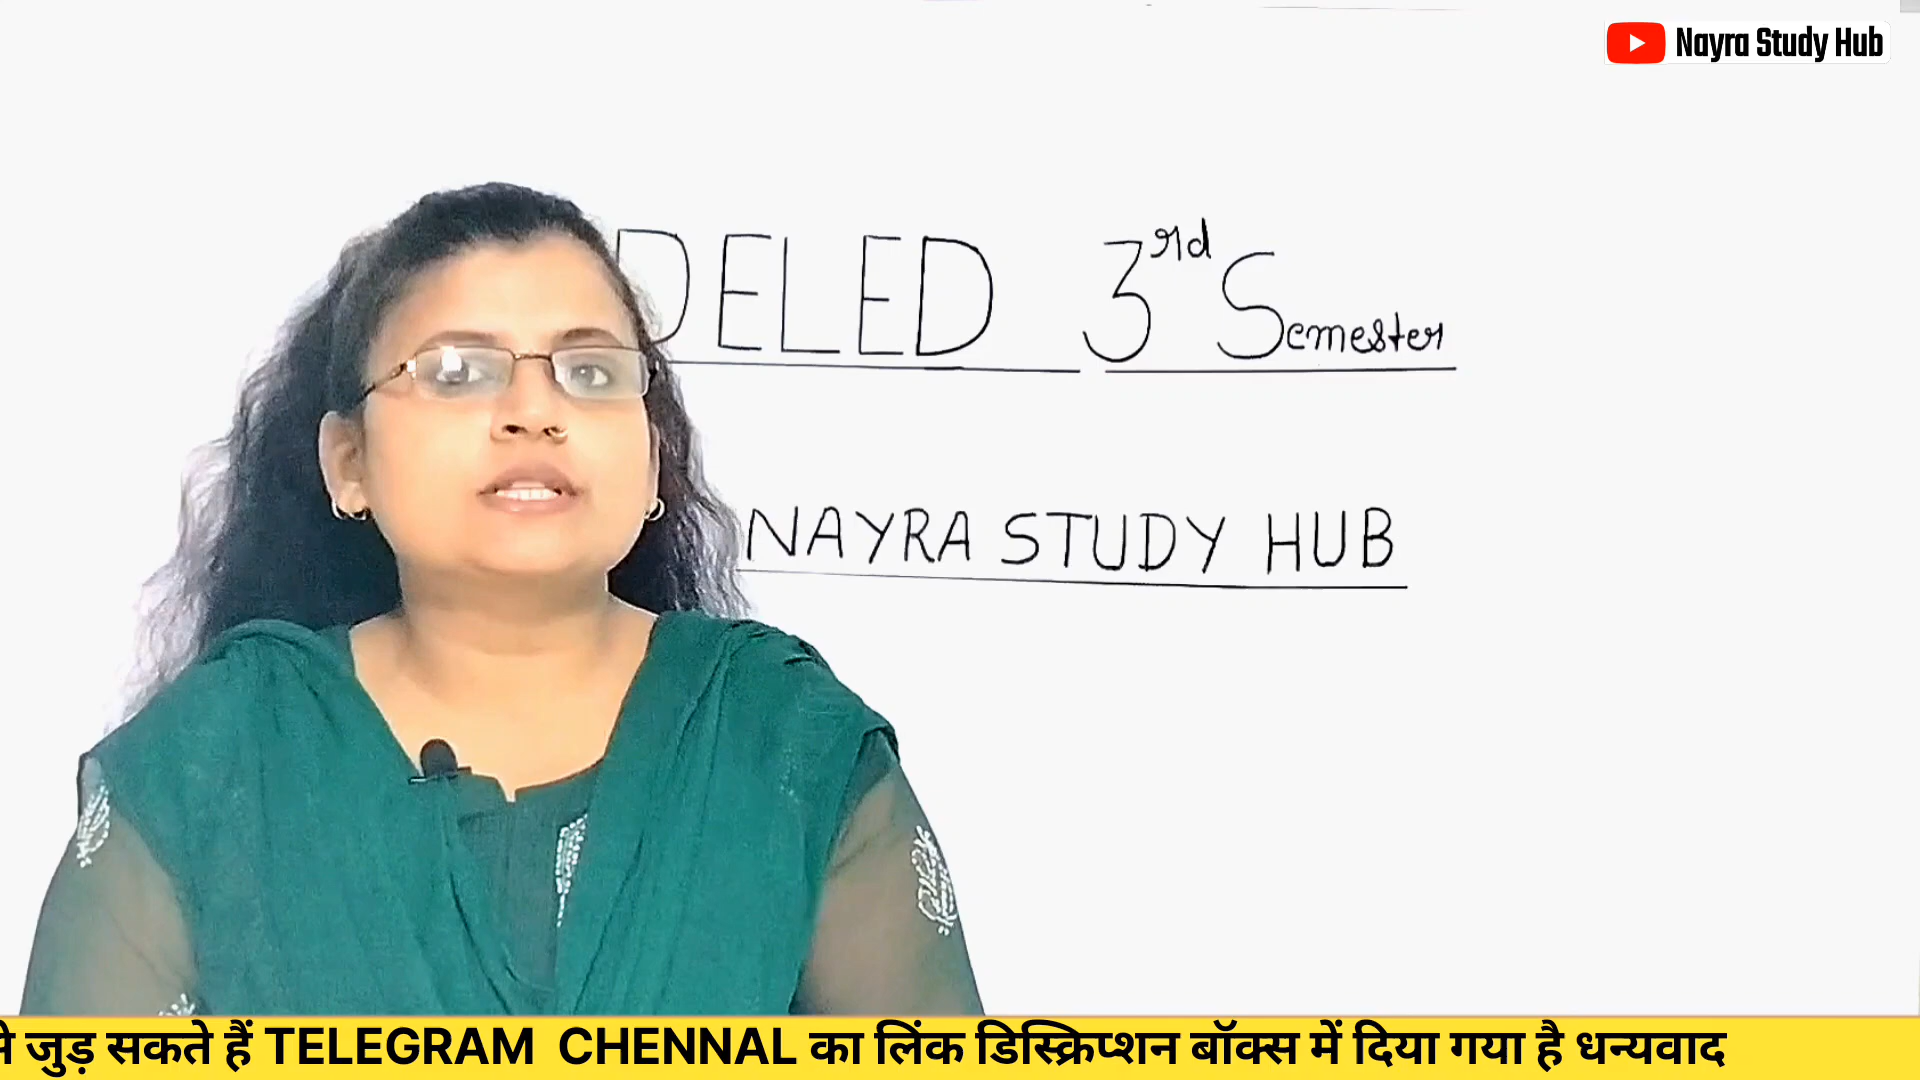 Nayra Study Hub
DELED 3rd Semester
NAYRA STUDY HUB
जुड़ सकते हैं TELEGRAM CHENNAL का लिंक डिस्क्रिप्शन बॉक्स में दिया गया है धन्यवाद